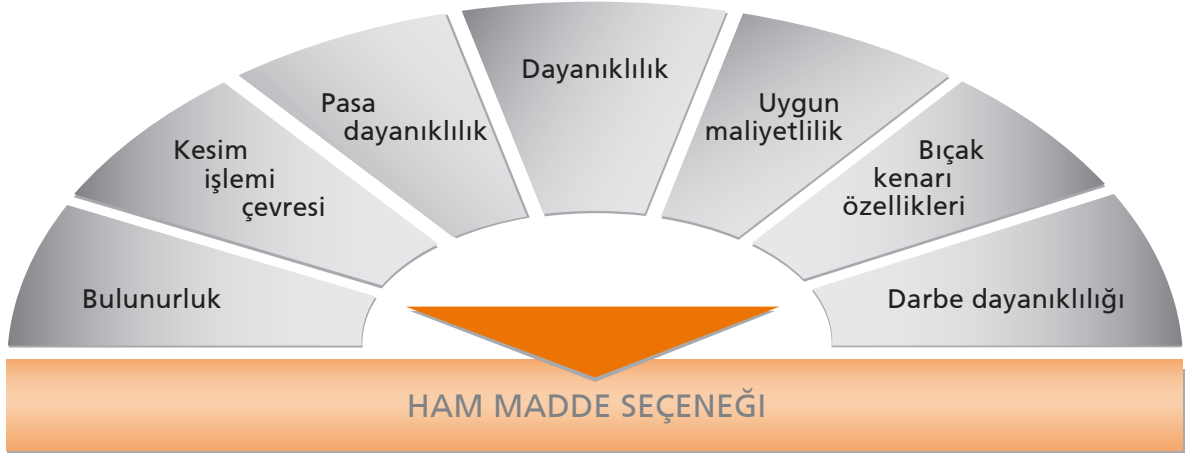 Bulunurluk
Kesim
işlemi
çevresi
Pasa
dayanıklılık
Dayanıklılık
Uygun
maliyetlilik
Bıçak
kenarı
özellikleri
Darbe dayanıklılığı
HAM MADDE SEÇENEĞI